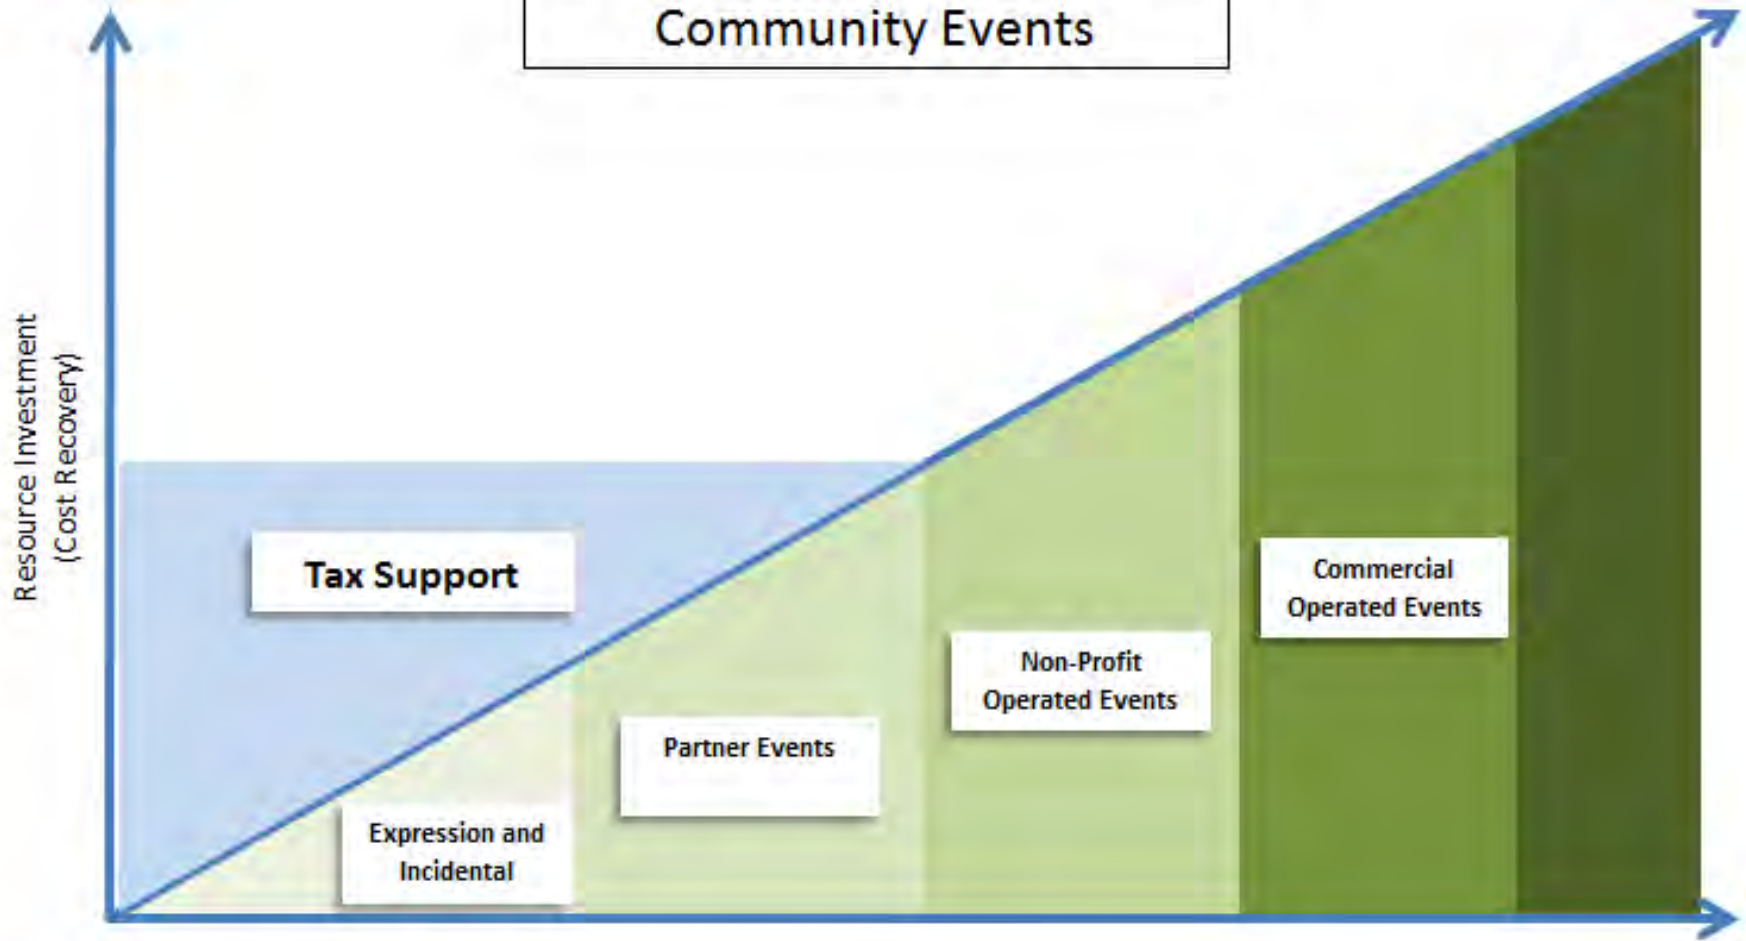 Community Events
Resource Investment
(Cost Recovery)
Tax Support
Commercial
Operated Events
Non-Profit
Operated Events
Partner Events
Expression and
Incidental